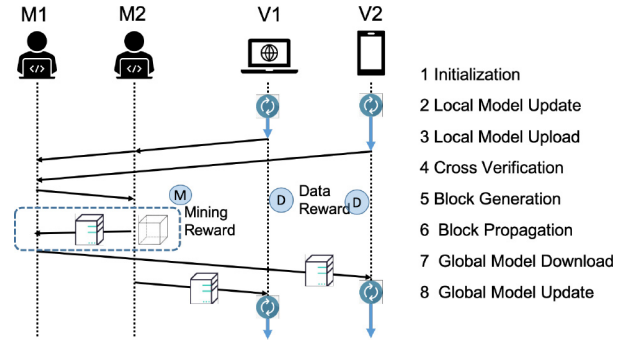 M1 M2 V1 V2
</>
</>
M
Mining
Reward
D
Data
Reward
D
1 Initialization
2 Local Model Update
3 Local Model Upload
4 Cross Verification
5 Block Generation
6 Block Propagation
7 Global Model Download
8 Global Model Update